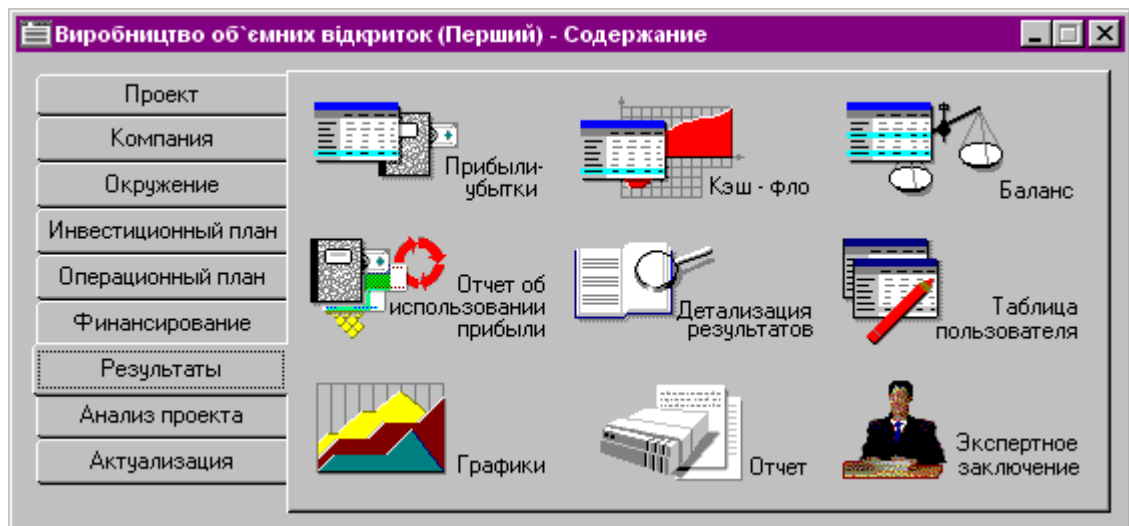 Виробництво об`ємних відкриток (Перший) - Содержание
Проект
Компания
Окружение
Инвестиционный план
Операционный план
Финансирование
Результаты
Анализ проекта
Актуализация
Прибыли-
убытки
Кэш - фло
Баланс
Отчет об
использовании
прибыли
Детализация
результатов
Таблица
пользователя
Графики
Отчет
Экспертное
заключение